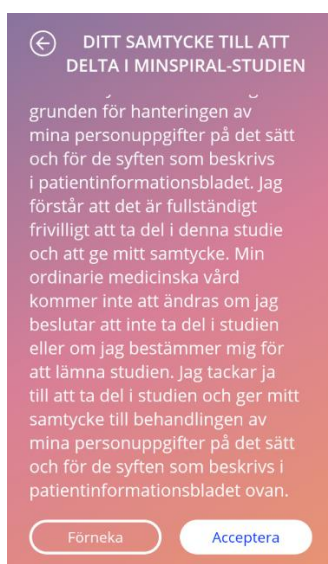 DITT SAMTYCKE TILL ATT
DELTA I MINSPIRAL-STUDIEN
grunden för hanteringen av
mina personuppgifter på det sätt
och för de syften som beskrivs
i patientinformationsbladet. Jag
förstår att det är fullständigt
frivilligt att ta del i denna studie
och att ge mitt samtycke. Min
ordinarie medicinska vård
kommer inte att ändras om jag
beslutar att inte ta del i studien
eller om jag bestämmer mig för
att lämna studien. Jag tackar ja
till att ta del i studien och ger mitt
samtycke till behandlingen av
mina personuppgifter på det sätt
och för de syften som beskrivs i
patientinformationsbladet ovan.
Förneka
Acceptera